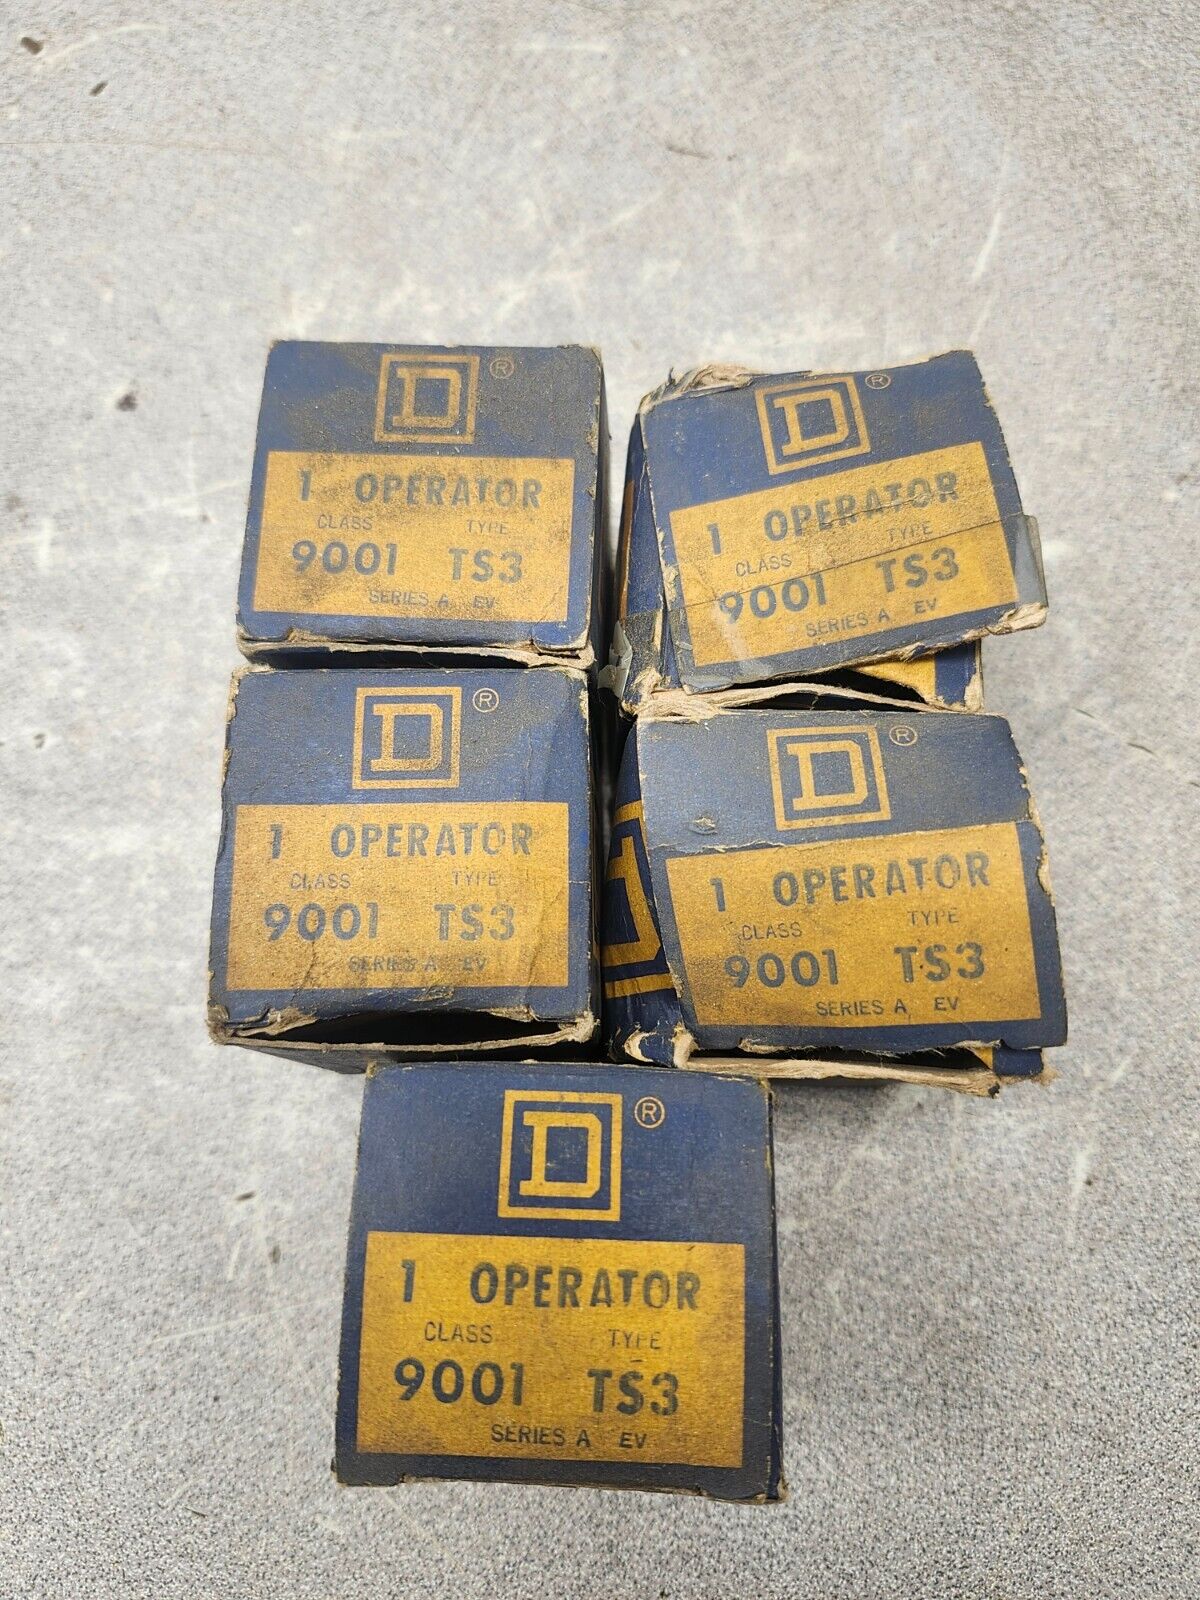 D ®
1 OPERATOR
CLASS TYPE
9001 TS3
SERIES A EV
D ®
1 OPERATOR
CLASS TYPE
9001 TS3
SERIES A EV
D ®
1 OPERATOR
CLASS TYPE
9001 TS3
SERIES A EV
D ®
1 OPERATOR
CLASS TYPE
9001 TS3
SERIES A EV
D ®
1 OPERATOR
CLASS TYPE
9001 TS3
SERIES A EV